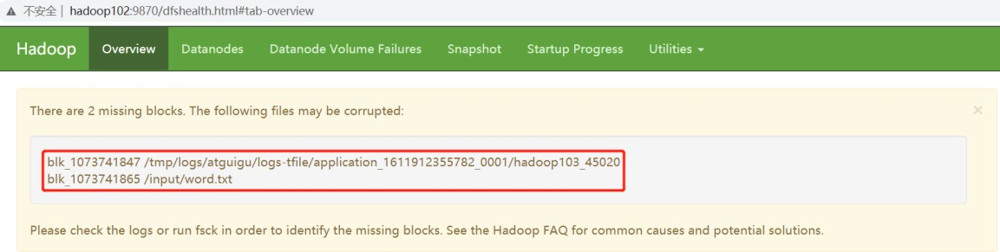 不安全 | hadoop102:9870/dfshealth.html#tab-overview
Hadoop Overview Datanodes Datanode Volume Failures Snapshot Startup Progress Utilities
There are 2 missing blocks. The following files may be corrupted: ×
blk_1073741847 /tmp/logs/atguigu/logs-tfile/application_1611912355782_0001/hadoop103_45020
blk_1073741865 /input/word.txt
Please check the logs or run fsck in order to identify the missing blocks. See the Hadoop FAQ for common causes and potential solutions.